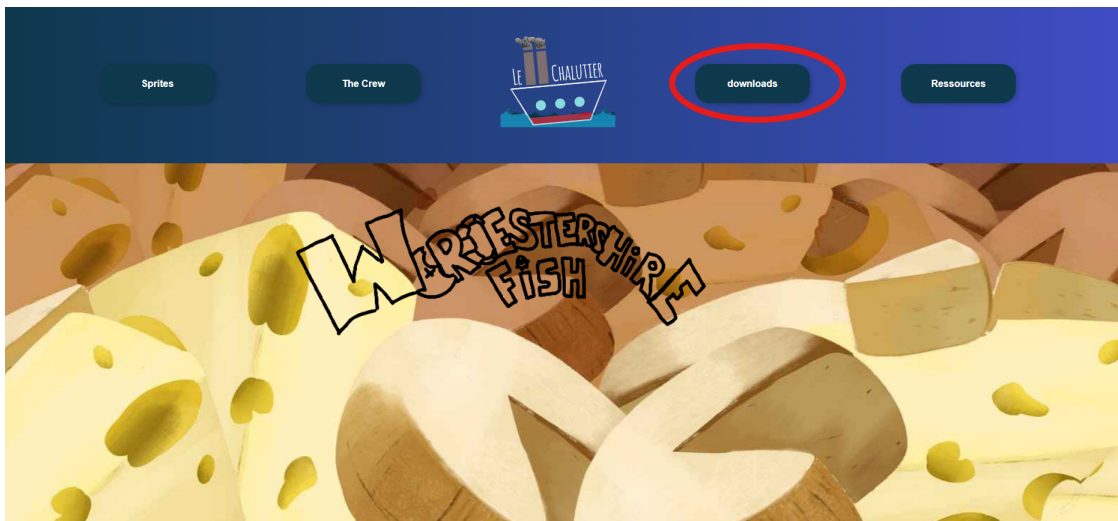 Sprites
The Crew
LE CHALUTIER
downloads
Ressources
WORCESTERSHIRE
FISH